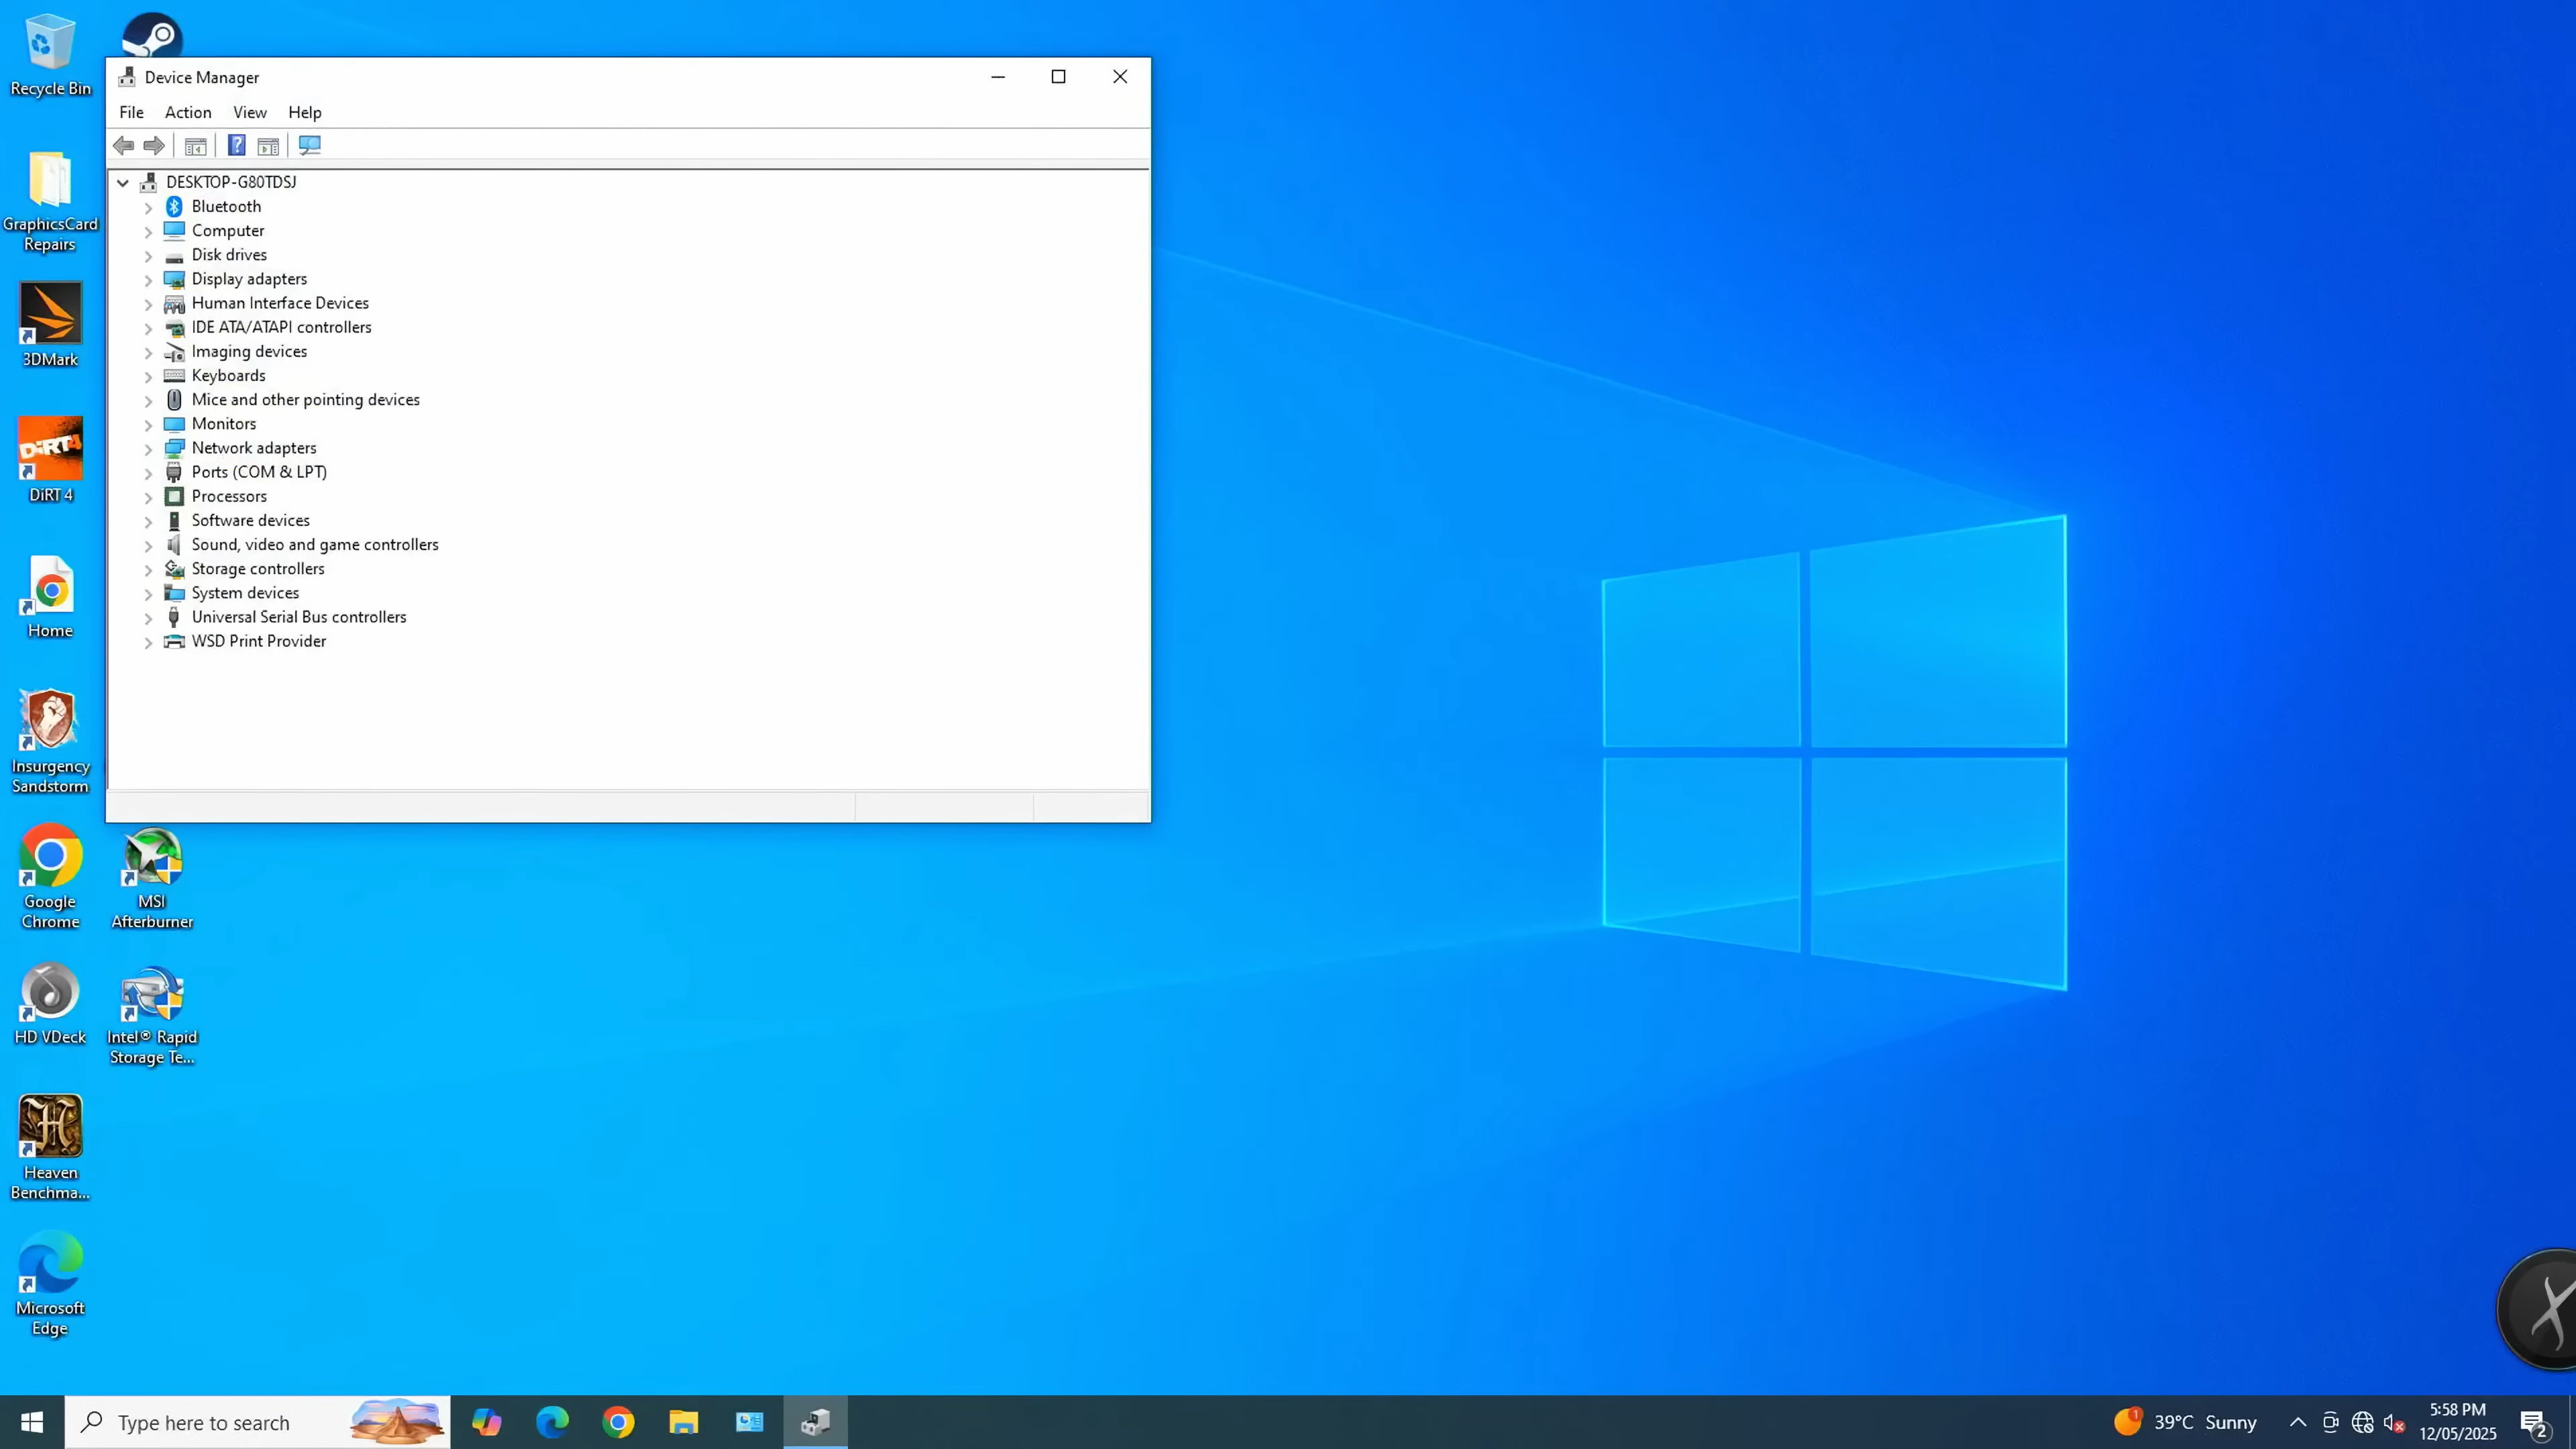 Recycle Bin
GraphicsCard
Repairs
3DMark
DiRT 4
DiRT 4
Home
Insurgency
Sandstorm
Google
Chrome
HD VDeck
Heaven
Benchma...
Microsoft
Edge
MSI
Afterburner
Intel® Rapid
Storage Te...
Device Manager
File Action View Help
DESKTOP-G80TDSJ
Bluetooth
Computer
Disk drives
Display adapters
Human Interface Devices
IDE ATA/ATAPI controllers
Imaging devices
Keyboards
Mice and other pointing devices
Monitors
Network adapters
Ports (COM & LPT)
Processors
Software devices
Sound, video and game controllers
Storage controllers
System devices
Universal Serial Bus controllers
WSD Print Provider
Type here to search
1
39°C Sunny
5:58 PM
12/05/2025
2